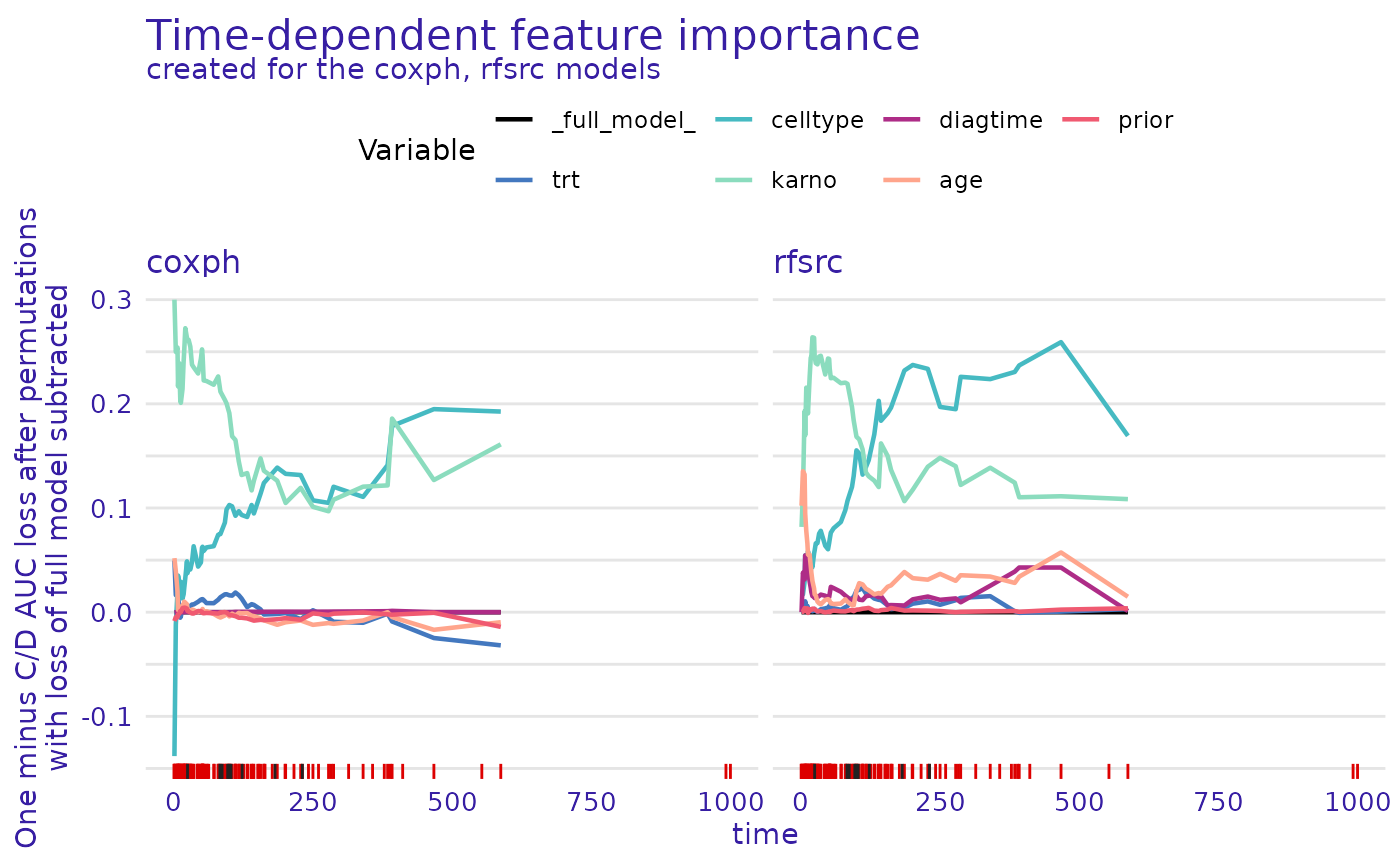 Time-dependent feature importance
created for the coxph, rfsrc models
Variable
_full_model_ celltype diagtime prior
trt karno age
One minus C/D AUC loss after permutations
with loss of full model subtracted
coxph rfsrc
0.3
0.2
0.1
0.0
-0.1
0 250 500 750 1000 0 250 500 750 1000
time